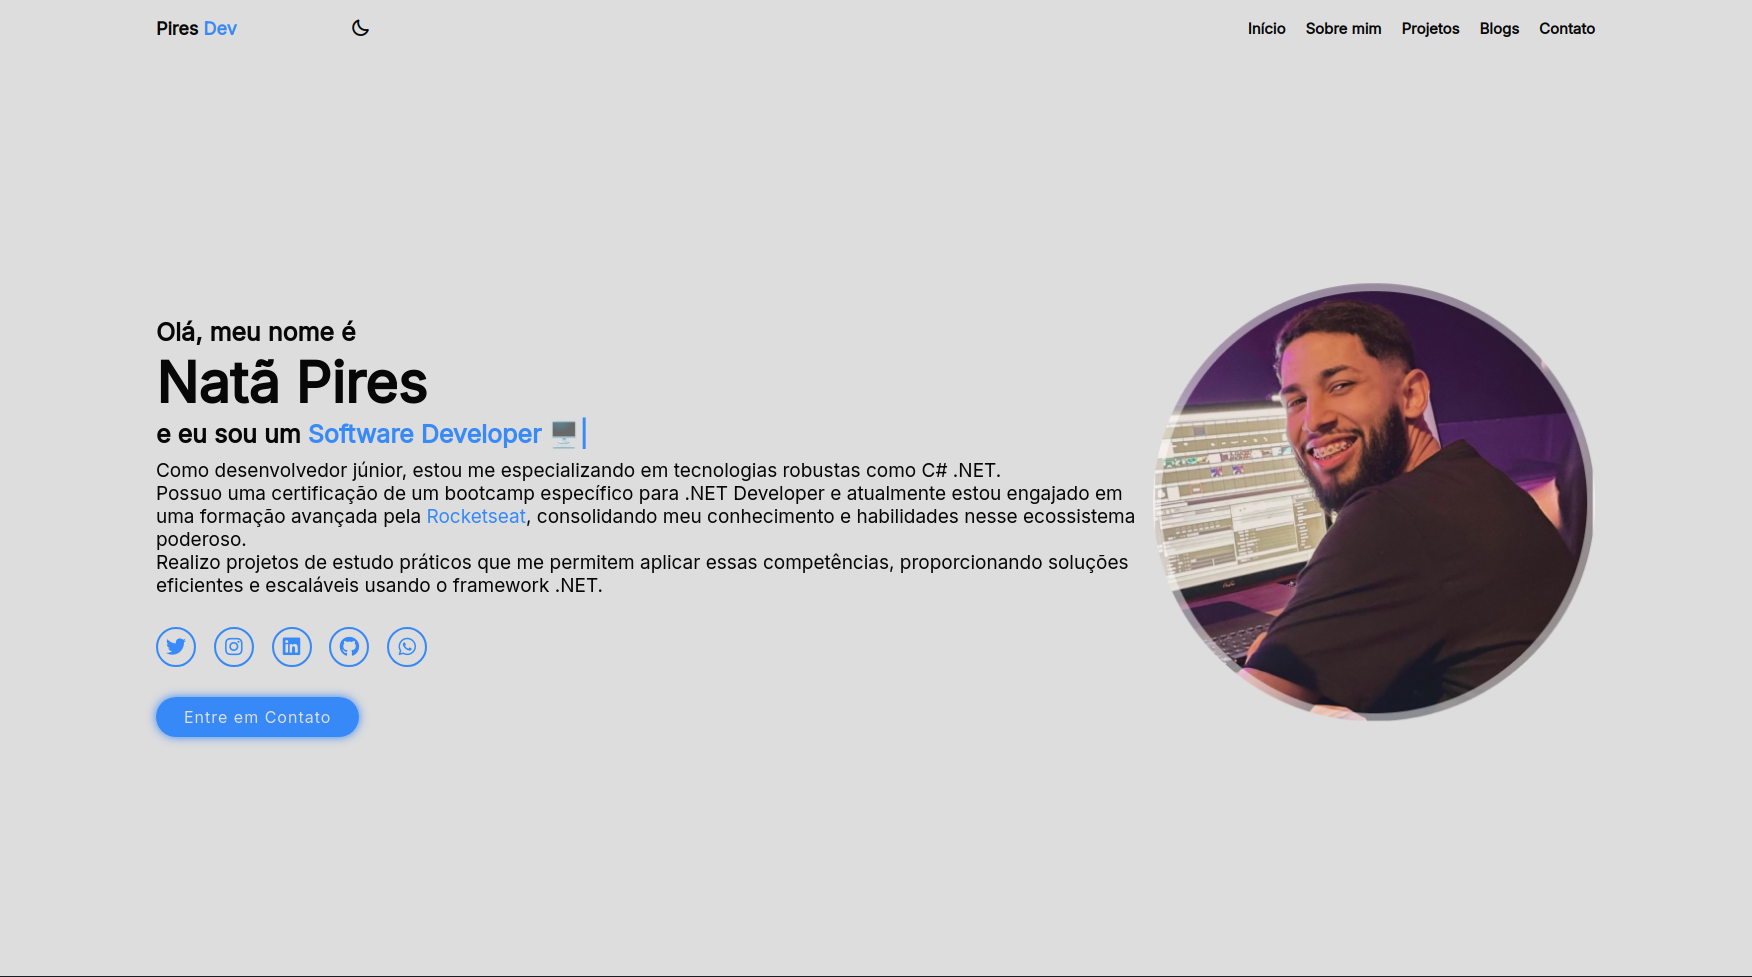 Pires Dev
Início Sobre mim Projetos Blogs Contato
Olá, meu nome é
Natã Pires
e eu sou um Software Developer 🖥️|
Como desenvolvedor júnior, estou me especializando em tecnologias robustas como C# .NET.
Possuo uma certificação de um bootcamp específico para .NET Developer e atualmente estou engajado em
uma formação avançada pela Rocketseat, consolidando meu conhecimento e habilidades nesse ecossistema
poderoso.
Realizo projetos de estudo práticos que me permitem aplicar essas competências, proporcionando soluções
eficientes e escaláveis usando o framework .NET.
Entre em Contato